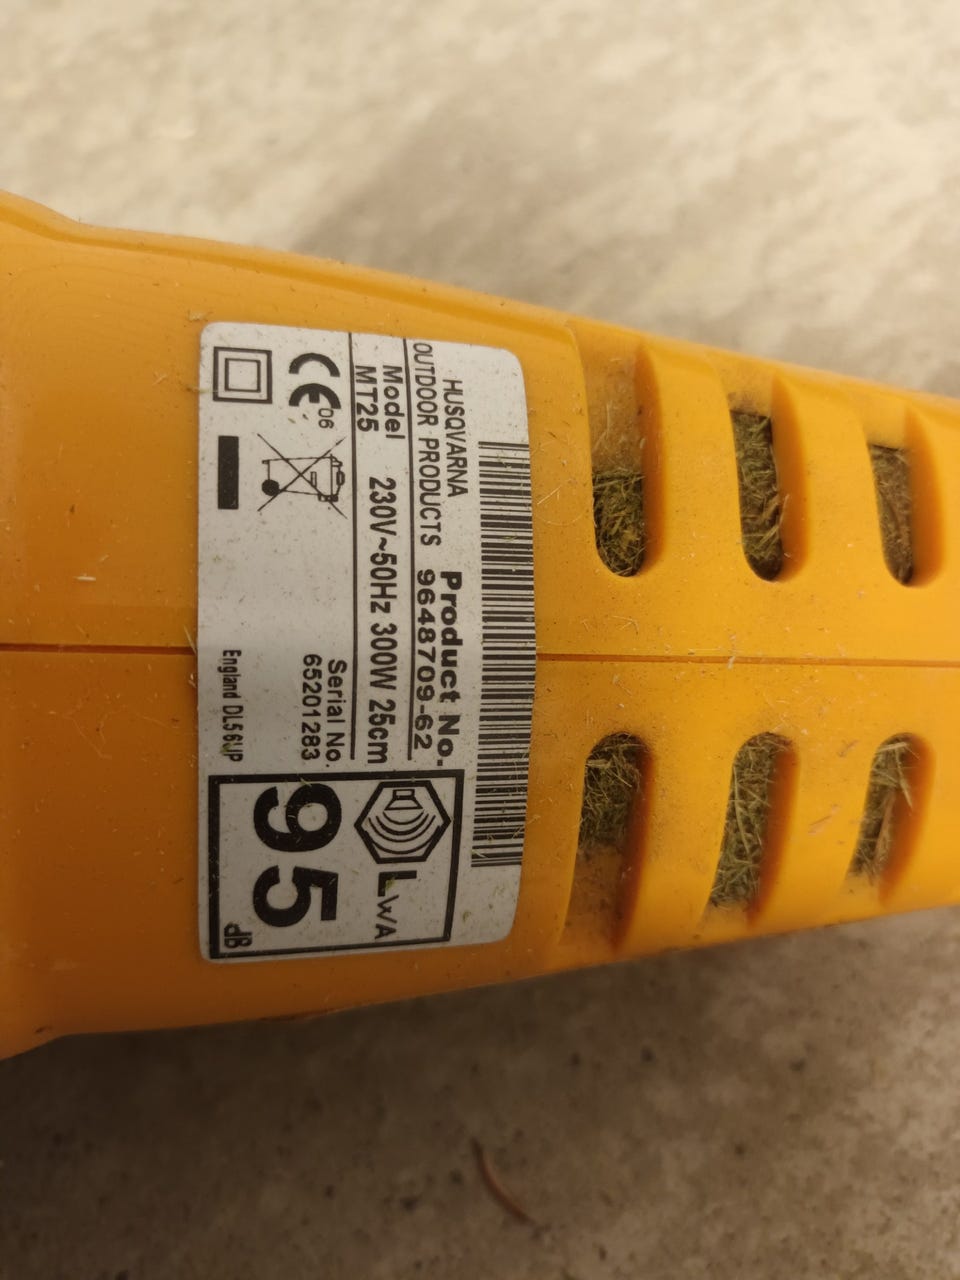 HUSQVARNA
OUTDOOR PRODUCTS
Product No.
9648709-62
Model
MT25
230V~50Hz 300W 25cm
CE 06
Serial No.
65201283
England DL5 6UP
LWA
95
dB